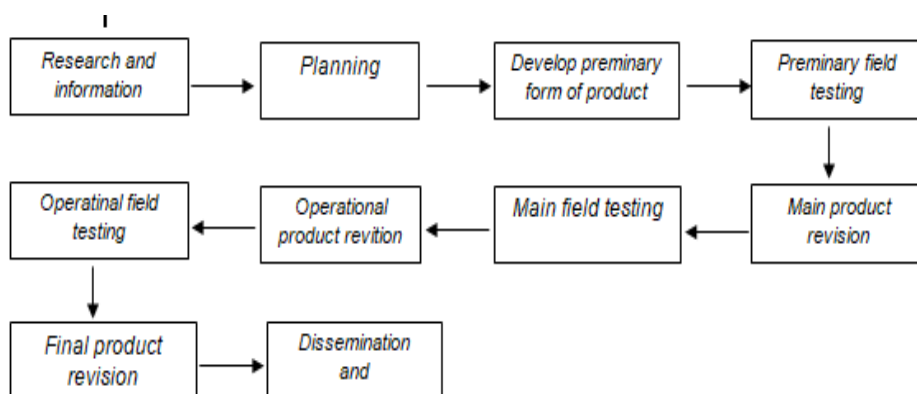 Research and
information
Planning
Develop preminary
form of product
Preminary field
testing
Main product
revision
Main field testing
Operational
product revition
Operatinal field
testing
Final product
revision
Dissemination
and